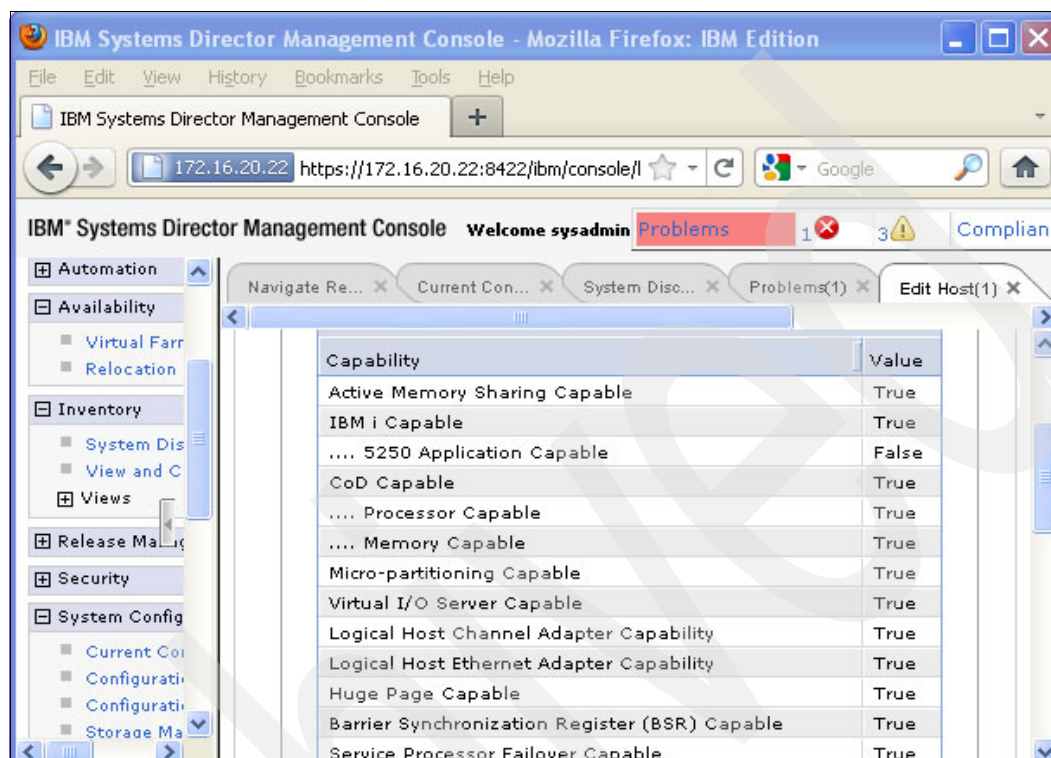 IBM Systems Director Management Console - Mozilla Firefox: IBM Edition
File Edit View History Bookmarks Tools Help
IBM Systems Director Management Console +
172.16.20.22 https://172.16.20.22:8422/ibm/console/l Google
IBM® Systems Director Management Console Welcome sysadmin Problems 1 3 Complian
Navigate Re... Current Con... System Disc... Problems(1) Edit Host(1)
Automation
Availability
Virtual Farr
Relocation
Inventory
System Dis
View and C
Views
Release Ma
Security
System Config
Current Co
Configurati
Configurati
Storage Ma
Capability Value
Active Memory Sharing Capable True
IBM i Capable True
.... 5250 Application Capable False
CoD Capable True
.... Processor Capable True
.... Memory Capable True
Micro-partitioning Capable True
Virtual I/O Server Capable True
Logical Host Channel Adapter Capability True
Logical Host Ethernet Adapter Capability True
Huge Page Capable True
Barrier Synchronization Register (BSR) Capable True
Service Processor Failover Capable True